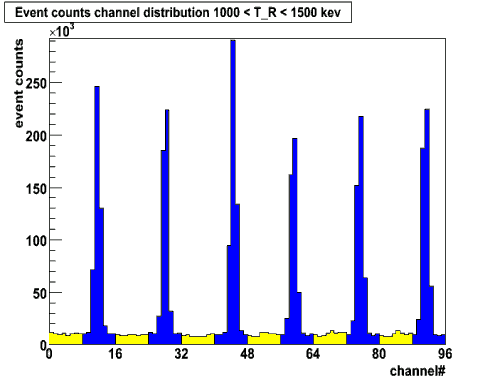 Event counts channel distribution 1000 < T_R < 1500 kev
×10³
event counts
250
200
150
100
50
0
0 16 32 48 64 80 96
channel#